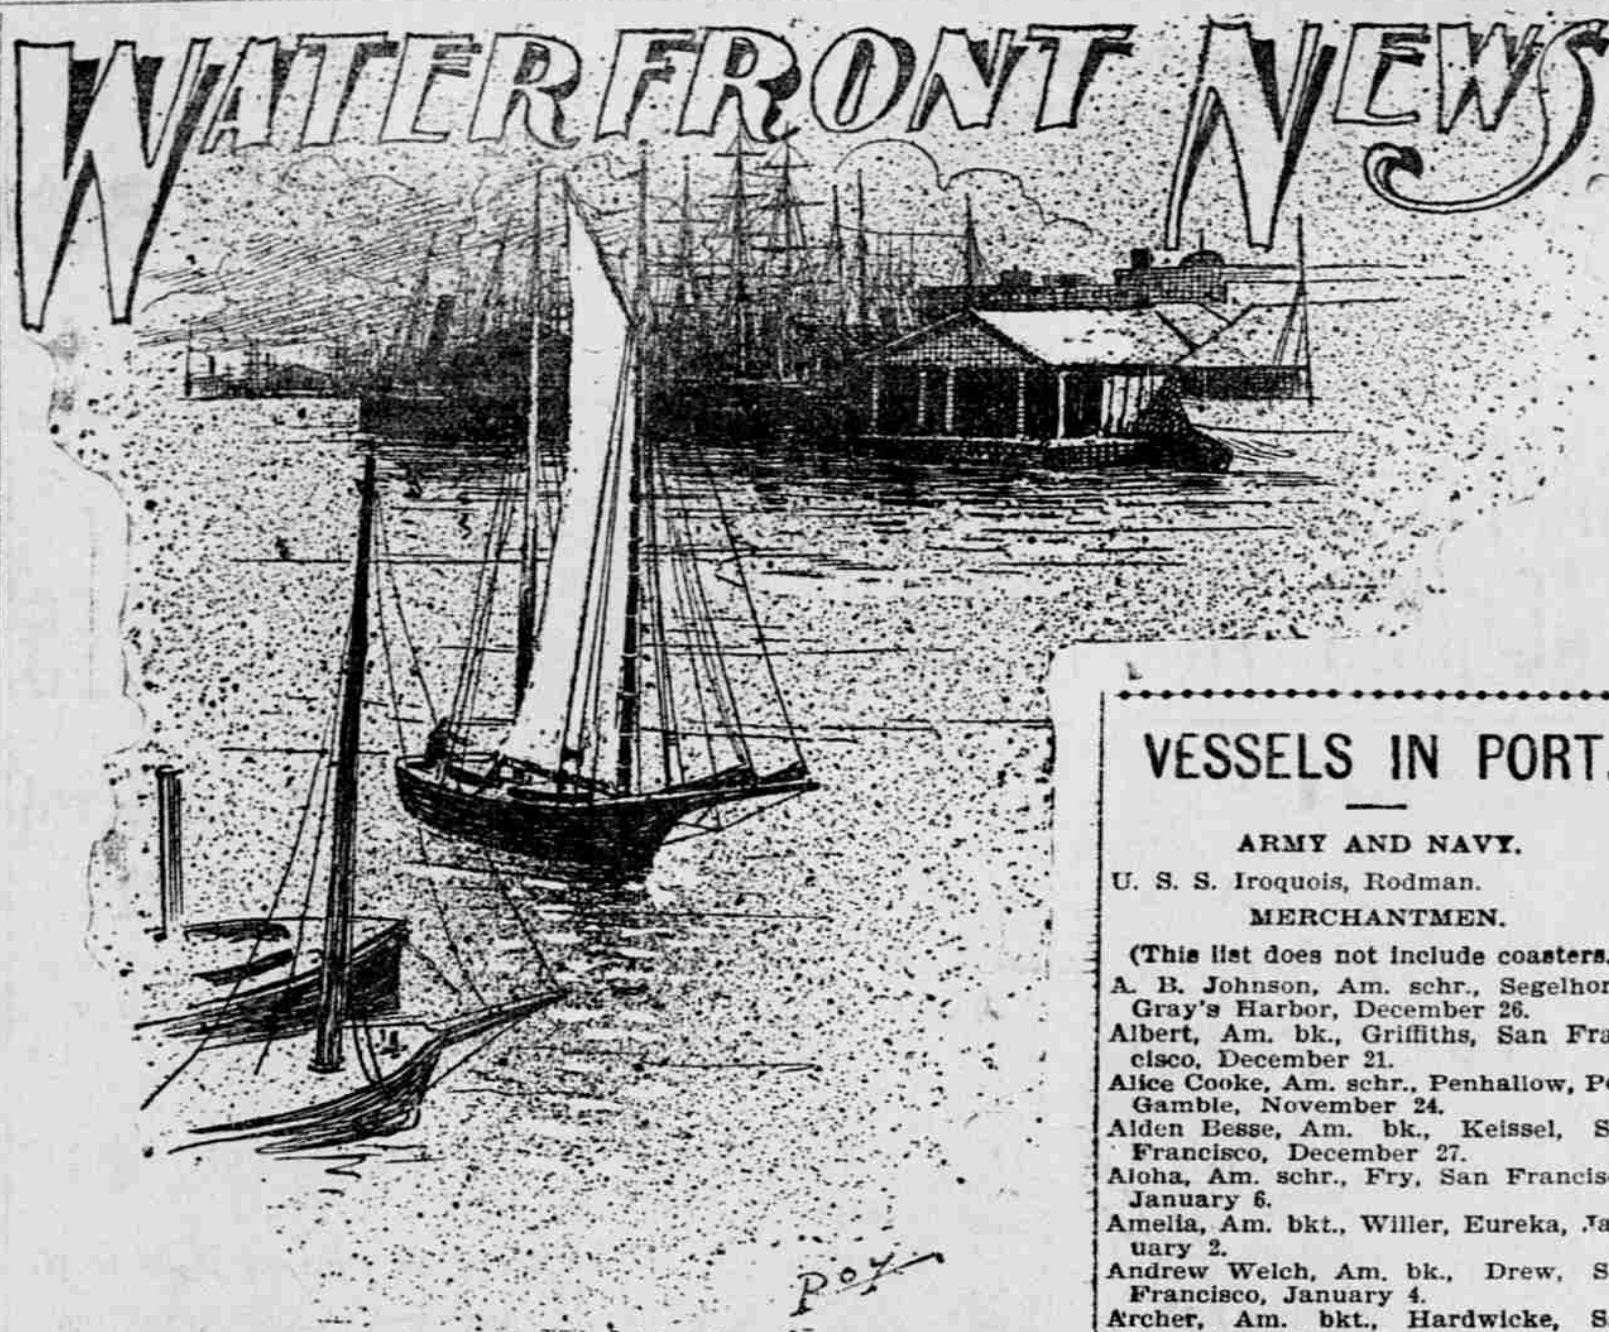 WATERFRONT NEWS
VESSELS IN PORT.
ARMY AND NAVY.
U. S. S. Iroquois, Rodman.
MERCHANTMEN.
(This list does not include coasters.
A. B. Johnson, Am. schr., Segelhor
Gray's Harbor, December 26.
Albert, Am. bk., Griffiths, San Fra
cisco, December 21.
Alice Cooke, Am. schr., Penhallow, P
Gamble, November 24.
Alden Besse, Am. bk., Keissel, S
Francisco, December 27.
Aloha, Am. schr., Fry, San Francis
January 6.
Amelia, Am. bkt., Willer, Eureka, Ja
uary 2.
Andrew Welch, Am. bk., Drew, S
Francisco, January 4.
Archer, Am. bkt., Hardwicke, S
POY